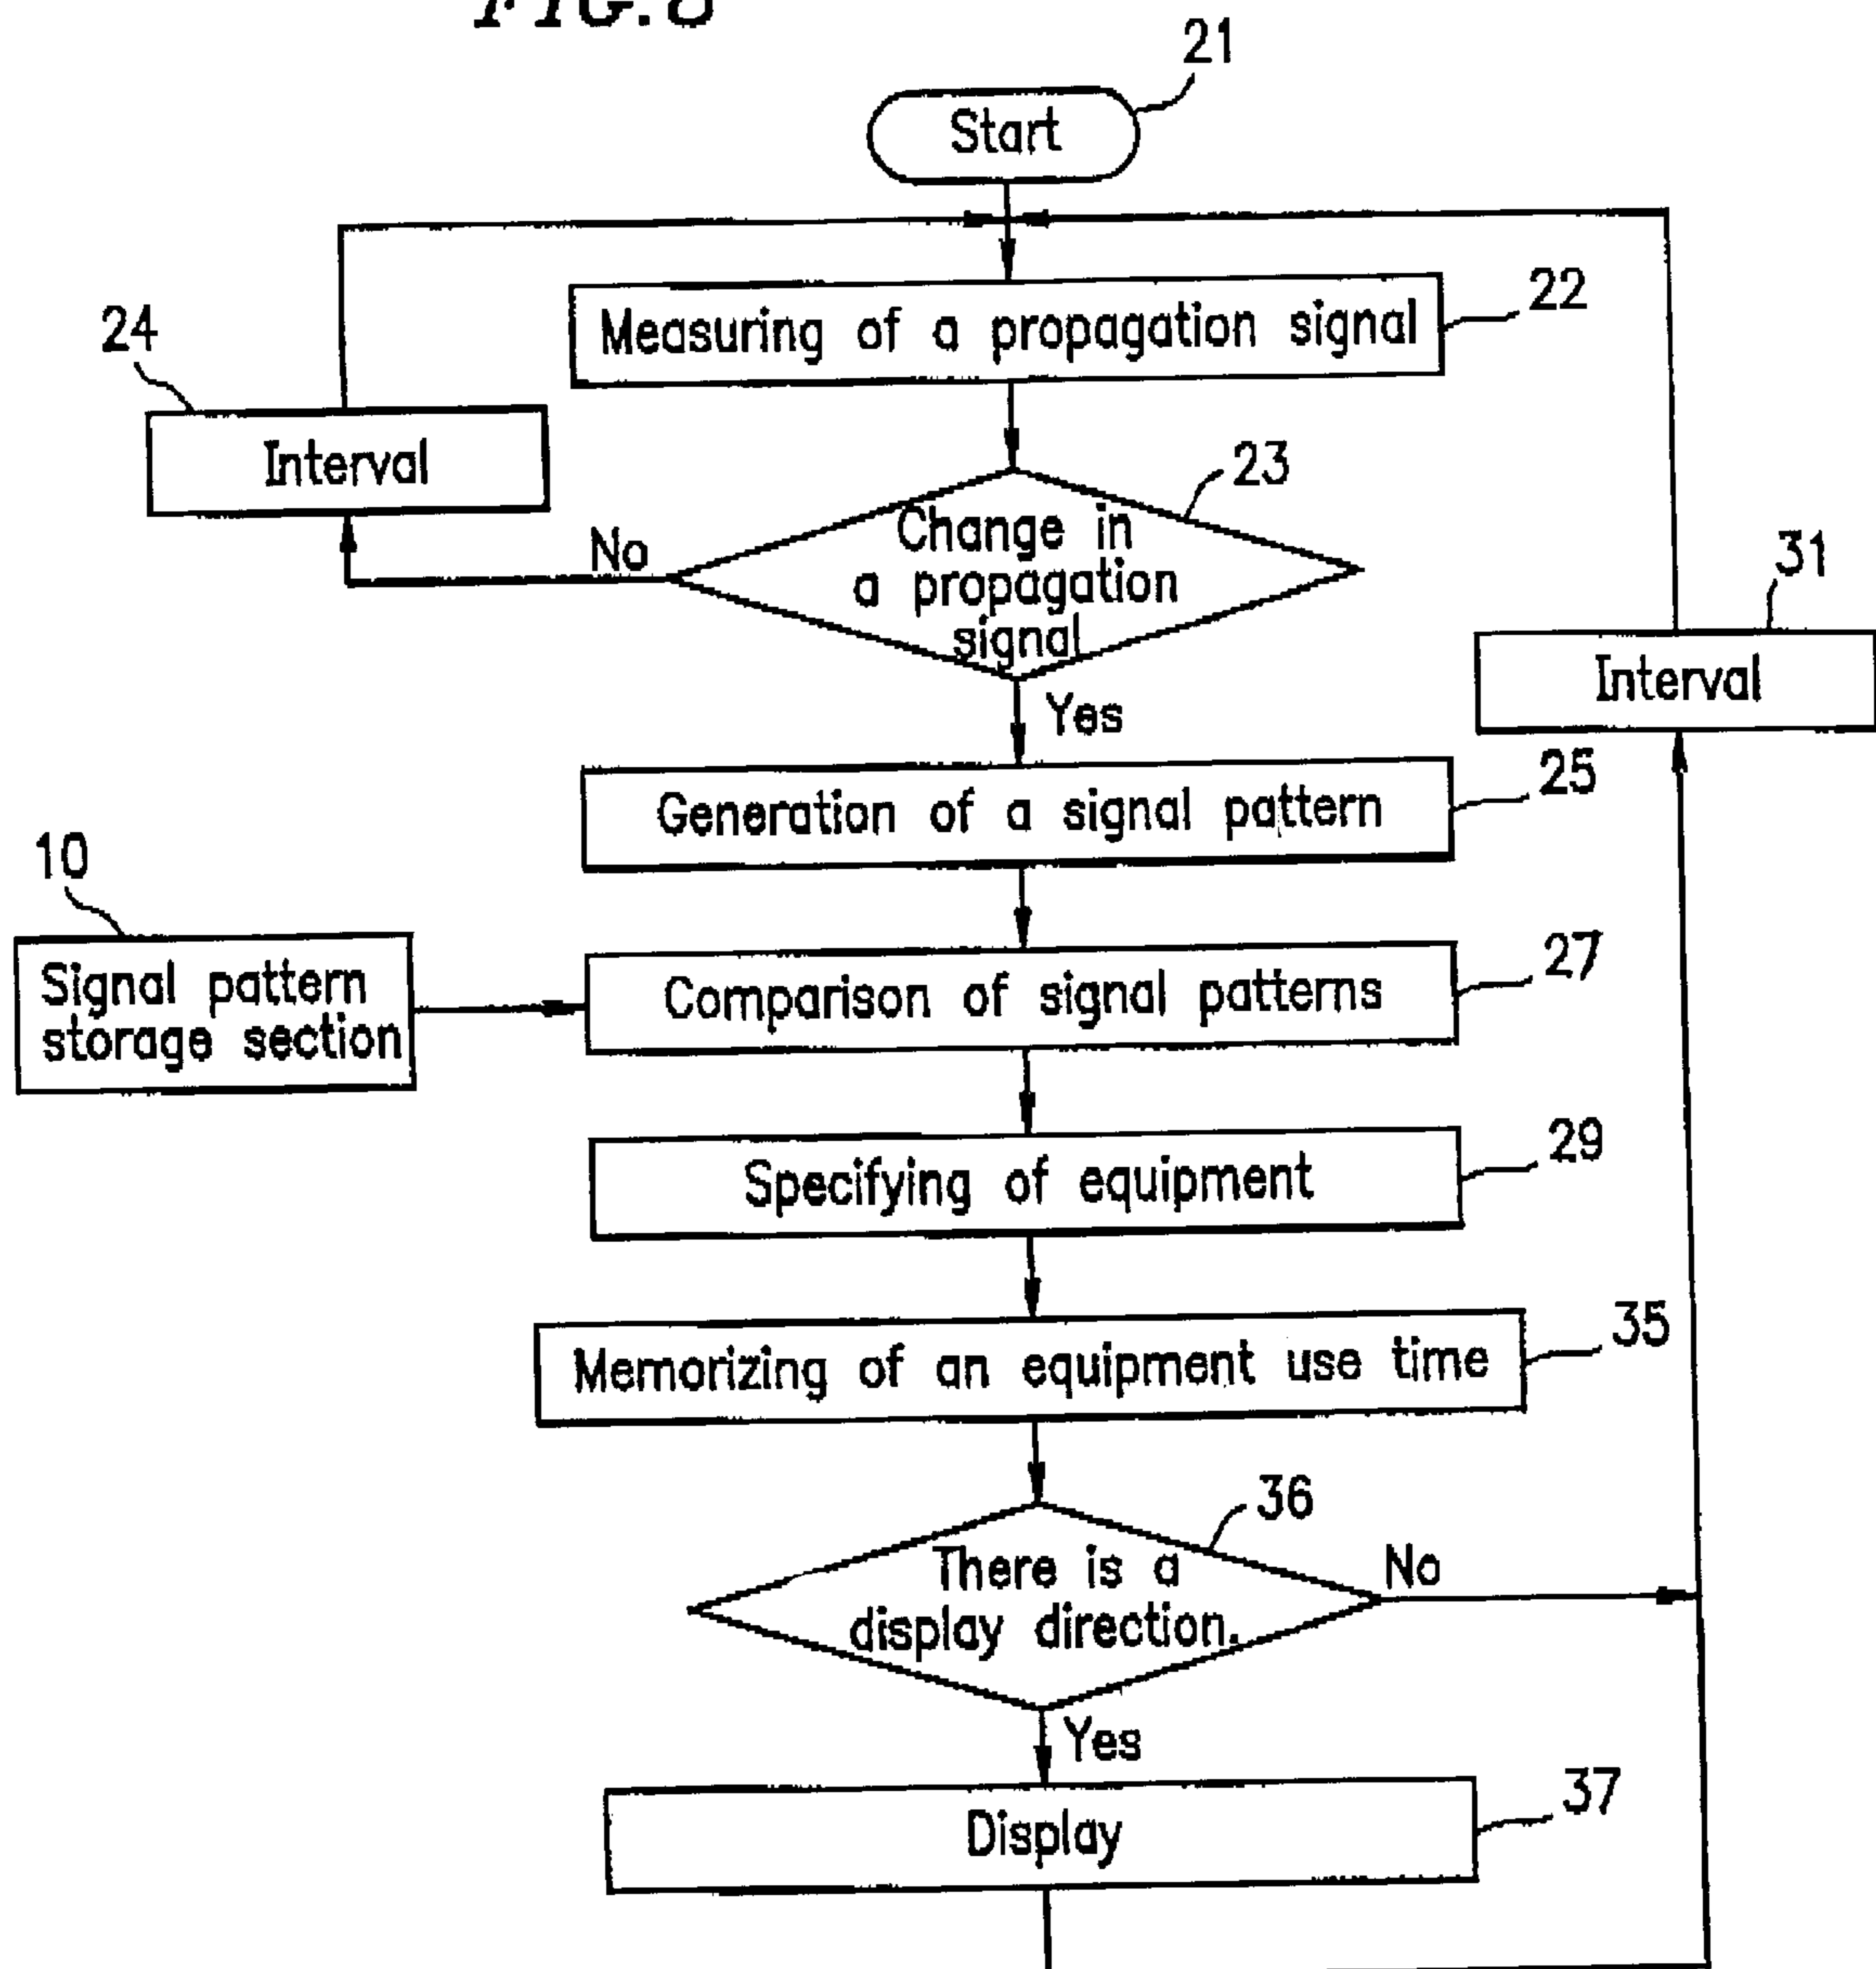 21
Start
22
Measuring of a propagation signal
24
Interval
23
Change in
a propagation
signal
No
Yes
31
Interval
25
Generation of a signal pattern
10
Signal pattern
storage section
27
Comparison of signal patterns
29
Specifying of equipment
35
Memorizing of an equipment use time
36
There is a
display direction.
No
Yes
37
Display